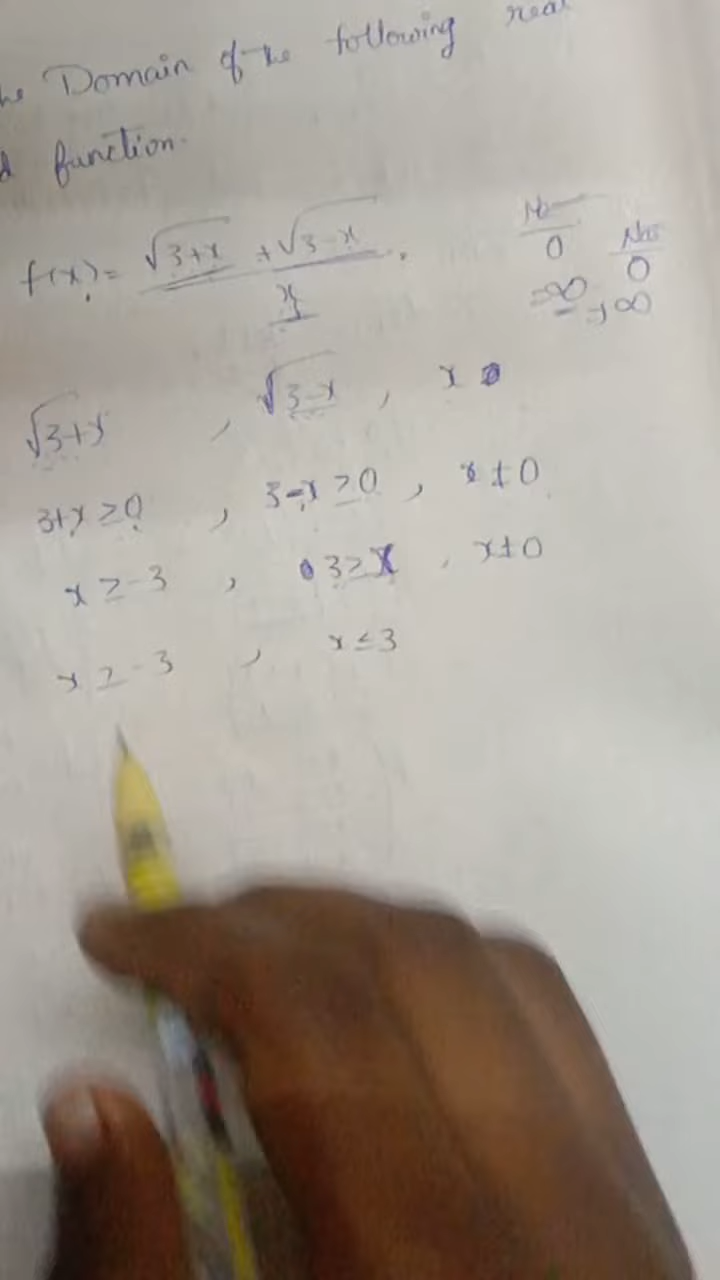 Domain of the following real
function.
f(x) = √3+x + √3-x / x . No/0 No/0
-∞, ∞
√3+x , √3-x , x
3+x ≥ 0 , 3-x ≥ 0 , x ≠ 0
x ≥ -3 , 3 ≥ x , x ≠ 0
x ≥ -3 , x ≤ 3